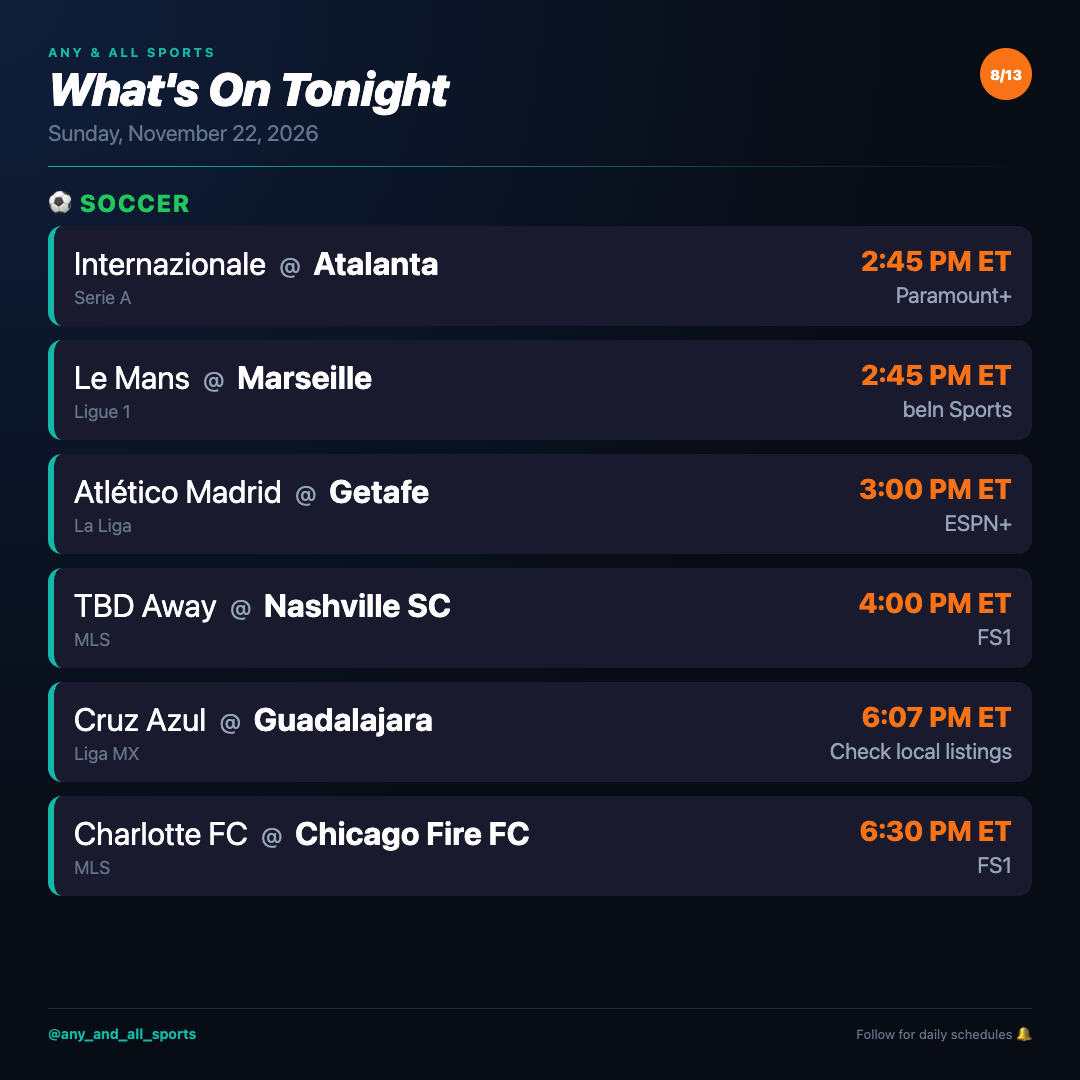 ANY & ALL SPORTS
What's On Tonight
Sunday, November 22, 2026
8/13
⚽ SOCCER
Internazionale @ Atalanta
2:45 PM ET
Serie A
Paramount+
Le Mans @ Marseille
2:45 PM ET
Ligue 1
beIn Sports
Atlético Madrid @ Getafe
3:00 PM ET
La Liga
ESPN+
TBD Away @ Nashville SC
4:00 PM ET
MLS
FS1
Cruz Azul @ Guadalajara
6:07 PM ET
Liga MX
Check local listings
Charlotte FC @ Chicago Fire FC
6:30 PM ET
MLS
FS1
@any_and_all_sports
Follow for daily schedules 🔔